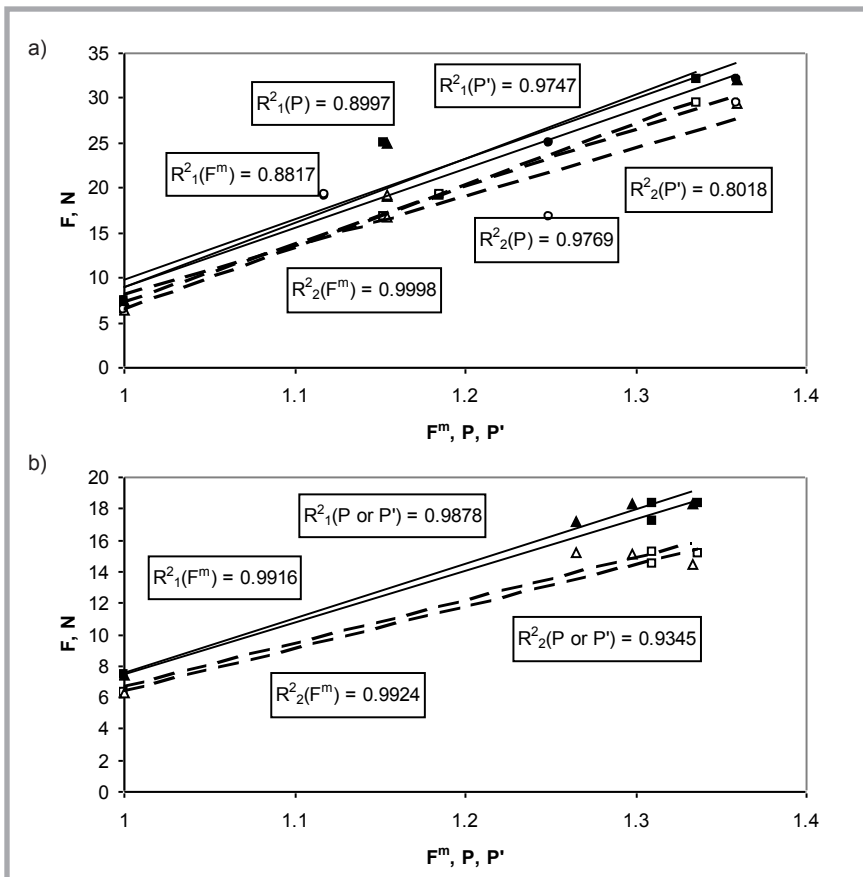 a)
35
30
25
20
15
10
5
0
F, N
R²₁(P) = 0.8997
R²₁(P') = 0.9747
R²₁(Fᵐ) = 0.8817
R²₂(P') = 0.8018
R²₂(P) = 0.9769
R²₂(Fᵐ) = 0.9998
1 1.1 1.2 1.3 1.4
Fᵐ, P, P'
b)
20
18
16
14
12
10
8
6
4
2
0
F, N
R²₁(P or P') = 0.9878
R²₁(Fᵐ) = 0.9916
R²₂(P or P') = 0.9345
R²₂(Fᵐ) = 0.9924
1 1.1 1.2 1.3 1.4
Fᵐ, P, P'